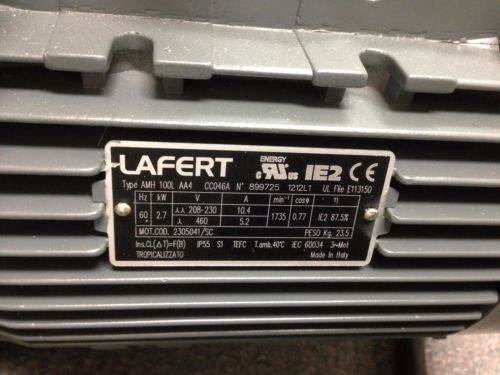 LAFERT ENERGY c RU US IE2 CE
Type AMH 100L AA4 CC046A N° 899725 1212L1 UL File E113150
Hz kW V A min⁻¹ cosφ η
60 2.7 ⅄⅄ 208-230 10.4 1735 0.77 IE2 87.5%
⅄ 460 5.2
MOT.COD. 2305041/SC PESO Kg. 23.5
Ins.CL(ΔT)=F(B) IP55 S1 TEFC T.amb.40°C IEC 60034 3~Mot
TROPICALIZZATO Made in Italy